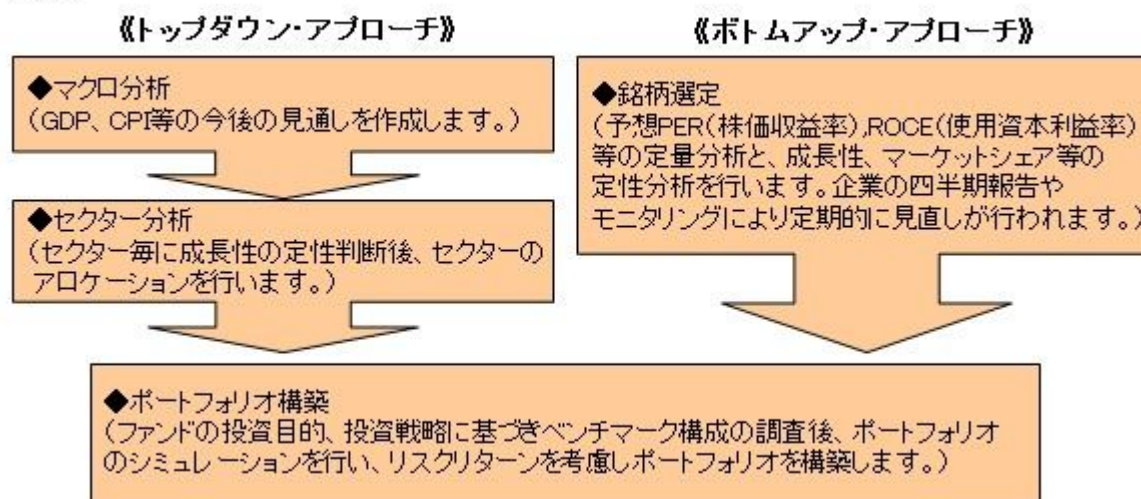 《トップダウン・アプローチ》
◆マクロ分析
(GDP、CPI等の今後の見通しを作成します。)
◆セクター分析
(セクター毎に成長性の定性判断後、セクターの
アロケーションを行います。)
《ボトムアップ・アプローチ》
◆銘柄選定
(予想PER(株価収益率),ROCE(使用資本利益率)
等の定量分析と、成長性、マーケットシェア等の
定性分析を行います。企業の四半期報告や
モニタリングにより定期的に見直しが行われます。)
◆ポートフォリオ構築
(ファンドの投資目的、投資戦略に基づきベンチマーク構成の調査後、ポートフォリオ
のシミュレーションを行い、リスクリターンを考慮しポートフォリオを構築します。)